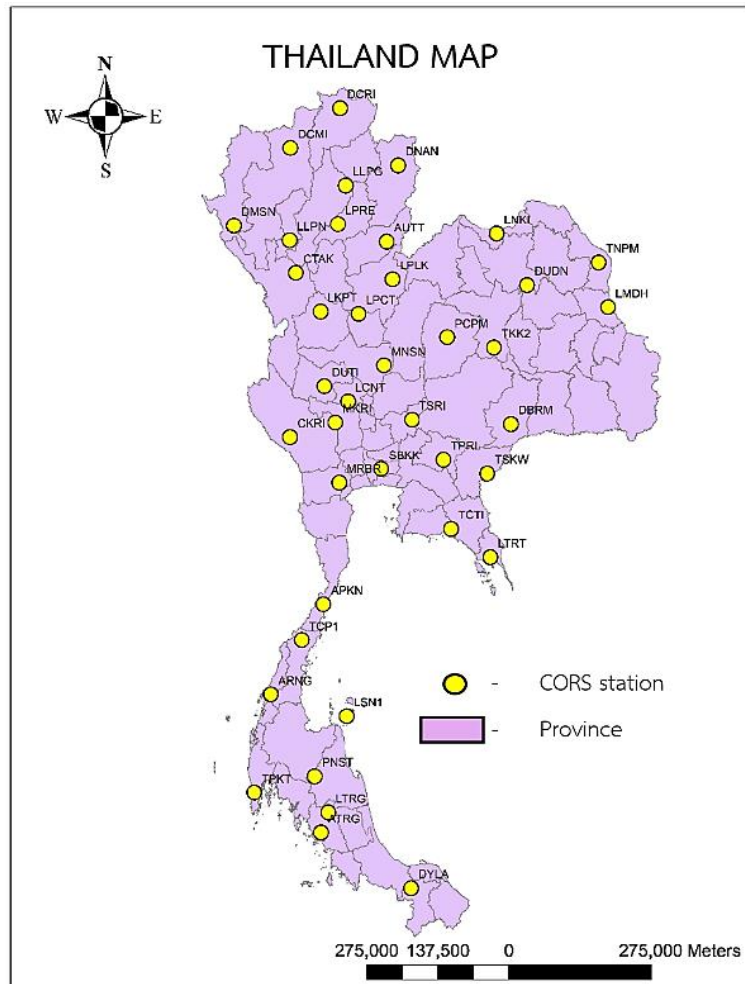 THAILAND MAP
N
W E
S
DCRI
DCMI
DNAN
LLPG
DMSN
LPRE
LLPN
AUTT
LNKI
TNPM
CTAK
LPLK
DUDN
LMDH
LKPT
LPCT
PCPM
TKK2
MNSN
DUTI
LCNT
MKRI
TSRI
DBRM
CKRI
SBKK
TPRI
TSKW
MRBR
TCTI
LTRT
APKN
TCP1
ARNG
- CORS station
LSN1
- Province
PNST
TPKT
LTRG
ATRG
DYLA
275,000 137,500 0 275,000 Meters